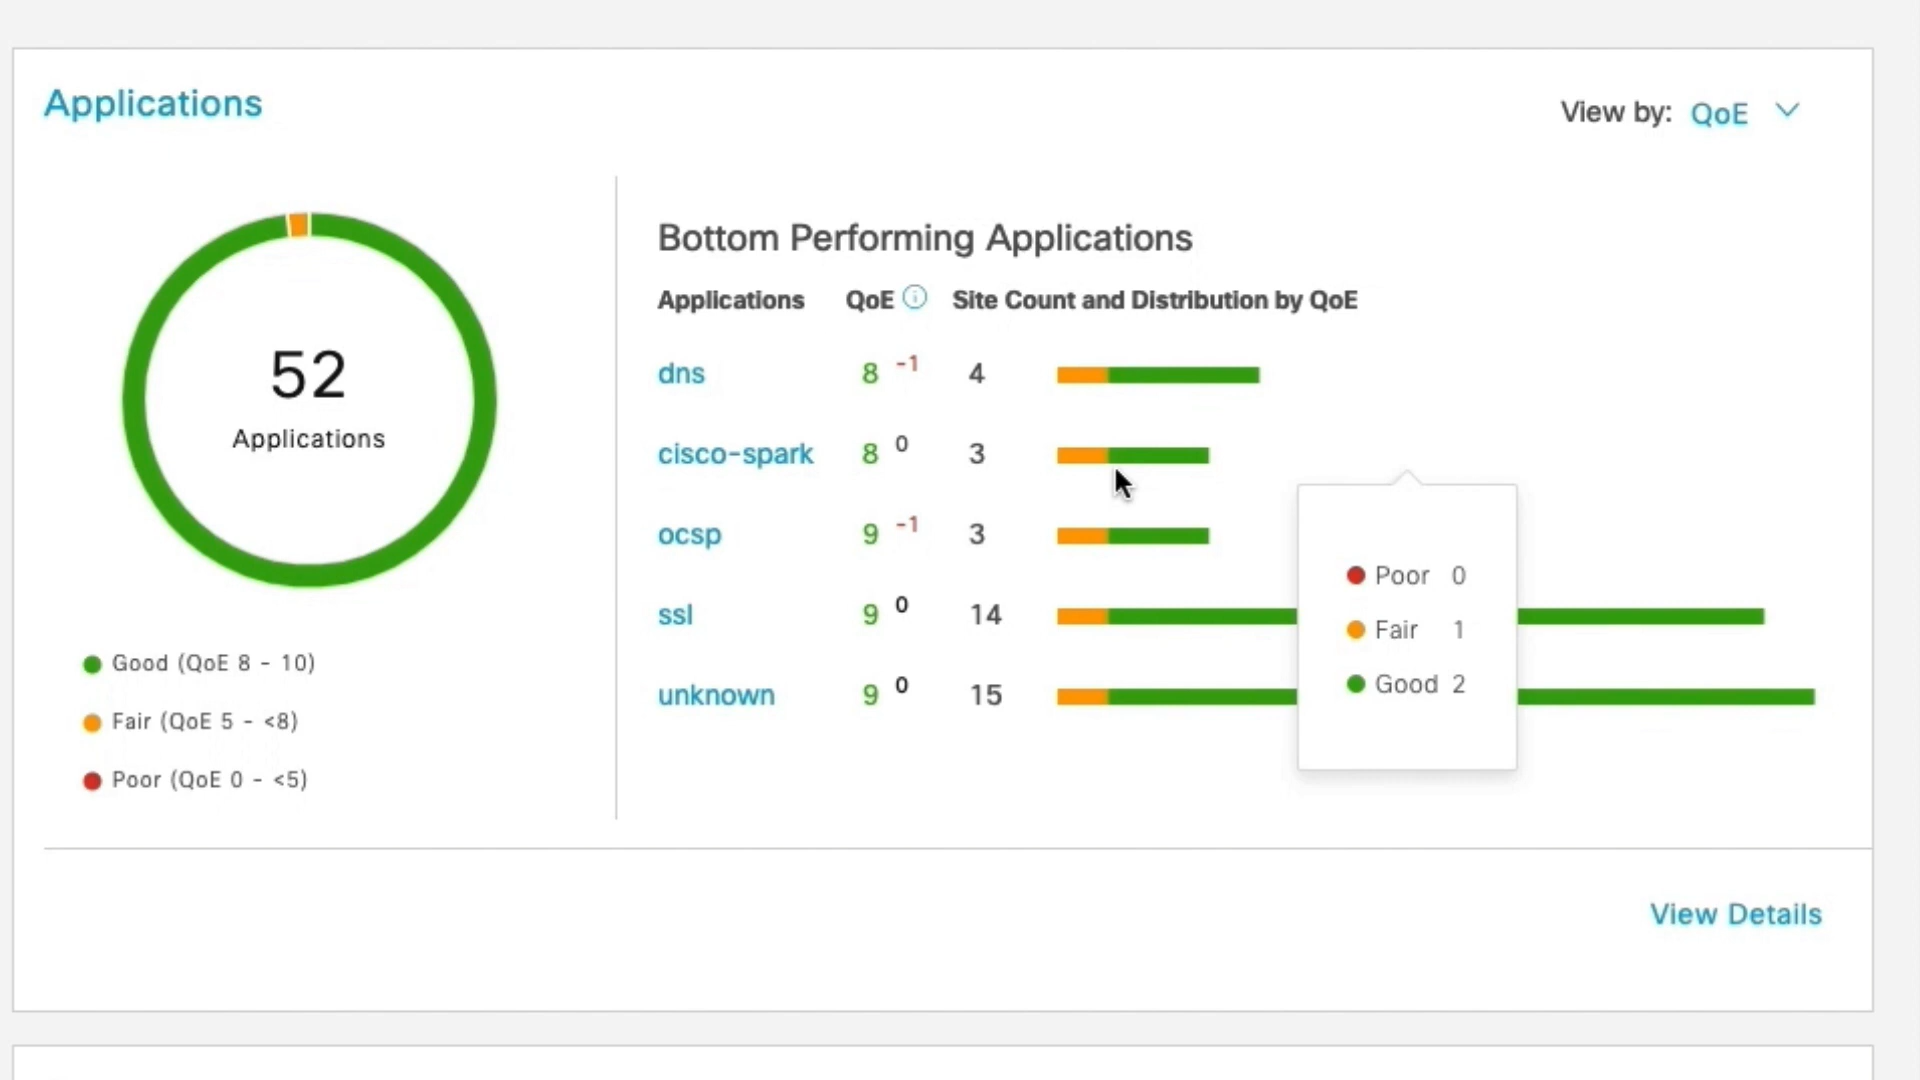 Applications
View by: QoE
52
Applications
Good (QoE 8 - 10)
Fair (QoE 5 - <8)
Poor (QoE 0 - <5)
Bottom Performing Applications
Applications QoE Site Count and Distribution by QoE
dns 8 -1 4
cisco-spark 8 0 3
ocsp 9 -1 3
ssl 9 0 14
unknown 9 0 15
Poor 0
Fair 1
Good 2
View Details